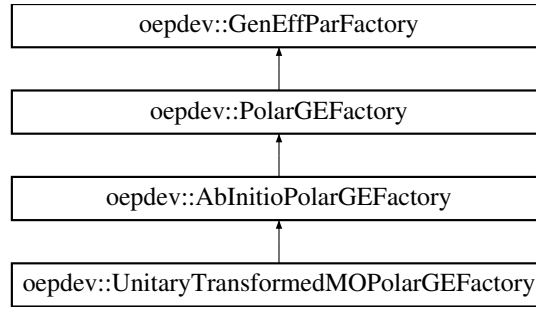 oepdev::GenEffParFactory
oepdev::PolarGEFactory
oepdev::AbInitioPolarGEFactory
oepdev::UnitaryTransformedMOPolarGEFactory